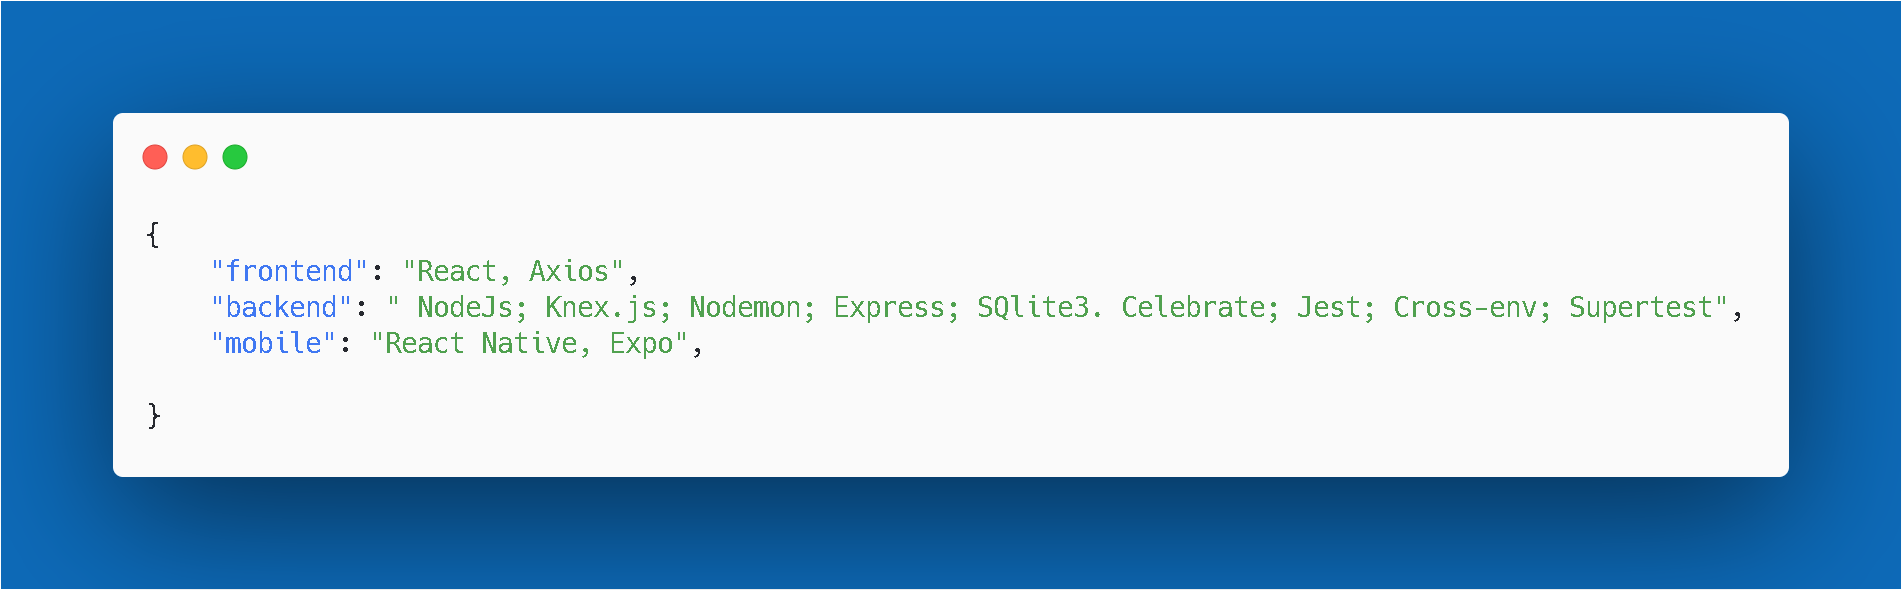 {
    "frontend": "React, Axios",
    "backend": " NodeJs; Knex.js; Nodemon; Express; SQlite3. Celebrate; Jest; Cross-env; Supertest",
    "mobile": "React Native, Expo",
}